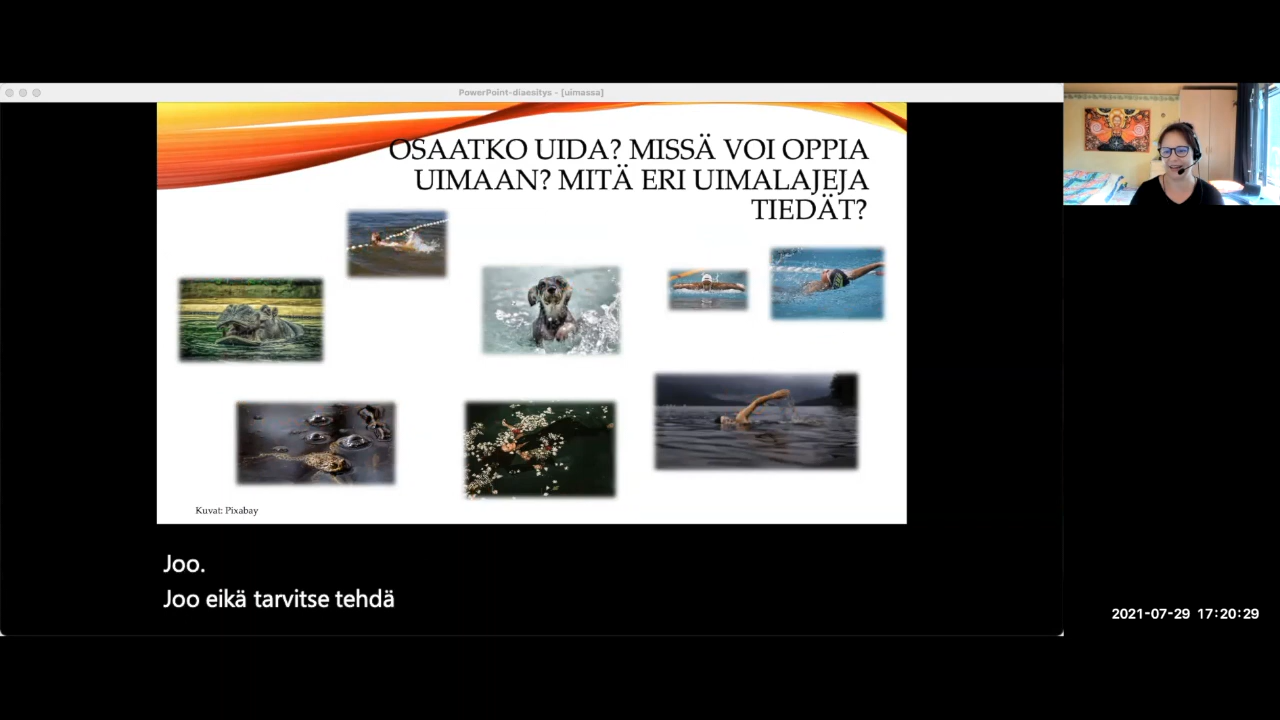 PowerPoint-diaesitys - [uimassa]
OSAATKO UIDA? MISSÄ VOI OPPIA
UIMAAN? MITÄ ERI UIMALAJEJA
TIEDÄT?
Kuvat: Pixabay
Joo.
Joo eikä tarvitse tehdä
2021-07-29 17:20:29